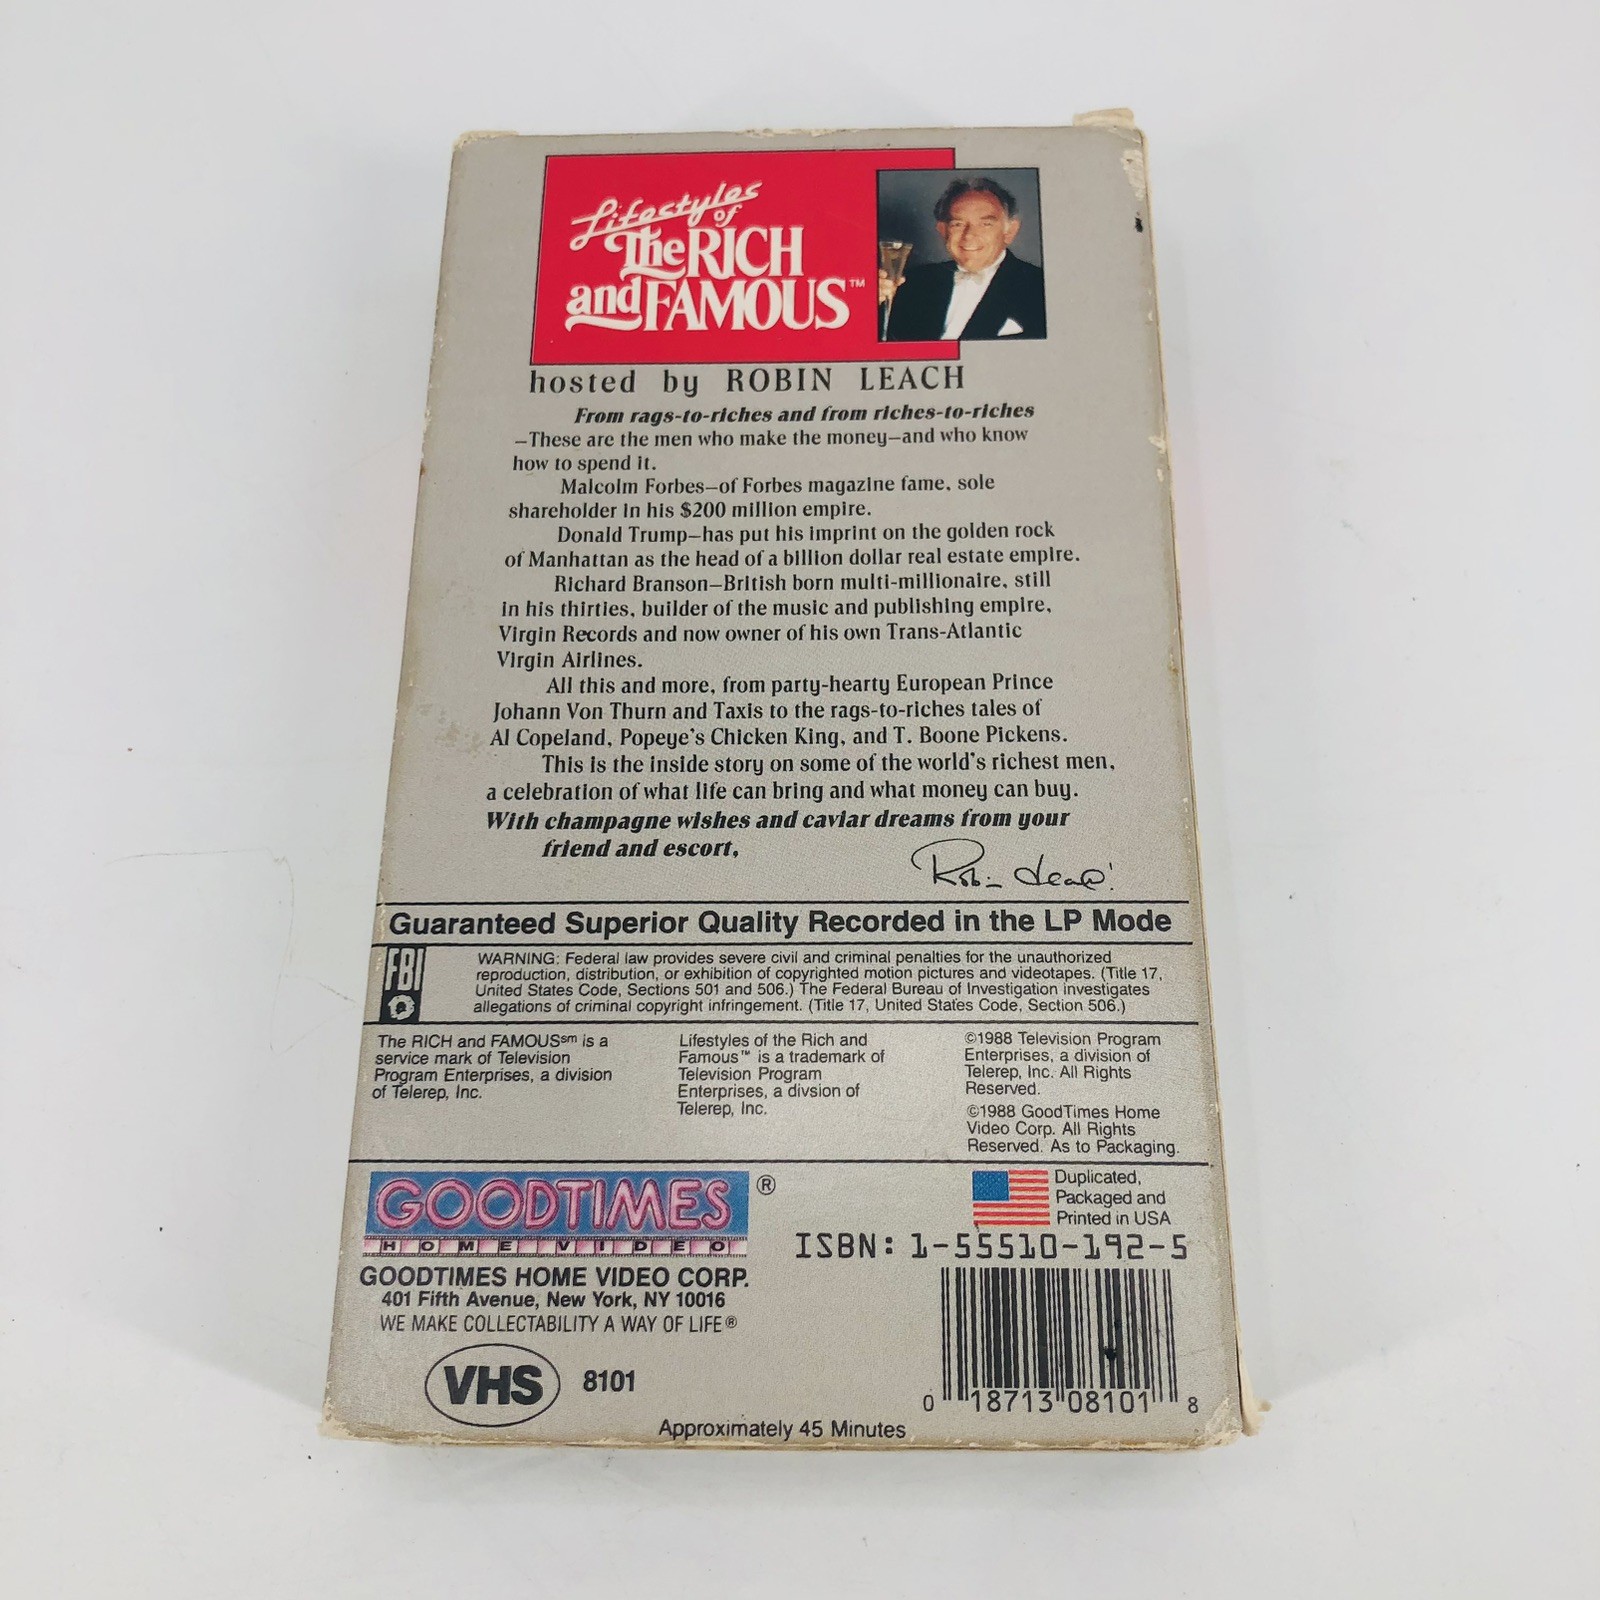 Lifestyles
of
The RICH
and FAMOUS™
hosted by ROBIN LEACH
From rags-to-riches and from riches-to-riches
—These are the men who make the money—and who know
how to spend it.
Malcolm Forbes—of Forbes magazine fame, sole
shareholder in his $200 million empire.
Donald Trump—has put his imprint on the golden rock
of Manhattan as the head of a billion dollar real estate empire.
Richard Branson—British born multi-millionaire, still
in his thirties, builder of the music and publishing empire,
Virgin Records and now owner of his own Trans-Atlantic
Virgin Airlines.
All this and more, from party-hearty European Prince
Johann Von Thurn and Taxis to the rags-to-riches tales of
Al Copeland, Popeye's Chicken King, and T. Boone Pickens.
This is the inside story on some of the world's richest men,
a celebration of what life can bring and what money can buy.
With champagne wishes and caviar dreams from your
friend and escort,
Robin Leach!
Guaranteed Superior Quality Recorded in the LP Mode
FBI
WARNING: Federal law provides severe civil and criminal penalties for the unauthorized
reproduction, distribution, or exhibition of copyrighted motion pictures and videotapes. (Title 17,
United States Code, Sections 501 and 506.) The Federal Bureau of Investigation investigates
allegations of criminal copyright infringement. (Title 17, United States Code, Section 506.)
The RICH and FAMOUS℠ is a
service mark of Television
Program Enterprises, a division
of Telerep, Inc.
Lifestyles of the Rich and
Famous™ is a trademark of
Television Program
Enterprises, a divsion of
Telerep, Inc.
©1988 Television Program
Enterprises, a division of
Telerep, Inc. All Rights
Reserved.
©1988 GoodTimes Home
Video Corp. All Rights
Reserved. As to Packaging.
GOODTIMES®
HOME VIDEO
GOODTIMES HOME VIDEO CORP.
401 Fifth Avenue, New York, NY 10016
WE MAKE COLLECTABILITY A WAY OF LIFE®
VHS 8101
Duplicated,
Packaged and
Printed in USA
ISBN: 1-55510-192-5
0 18713 08101 8
Approximately 45 Minutes